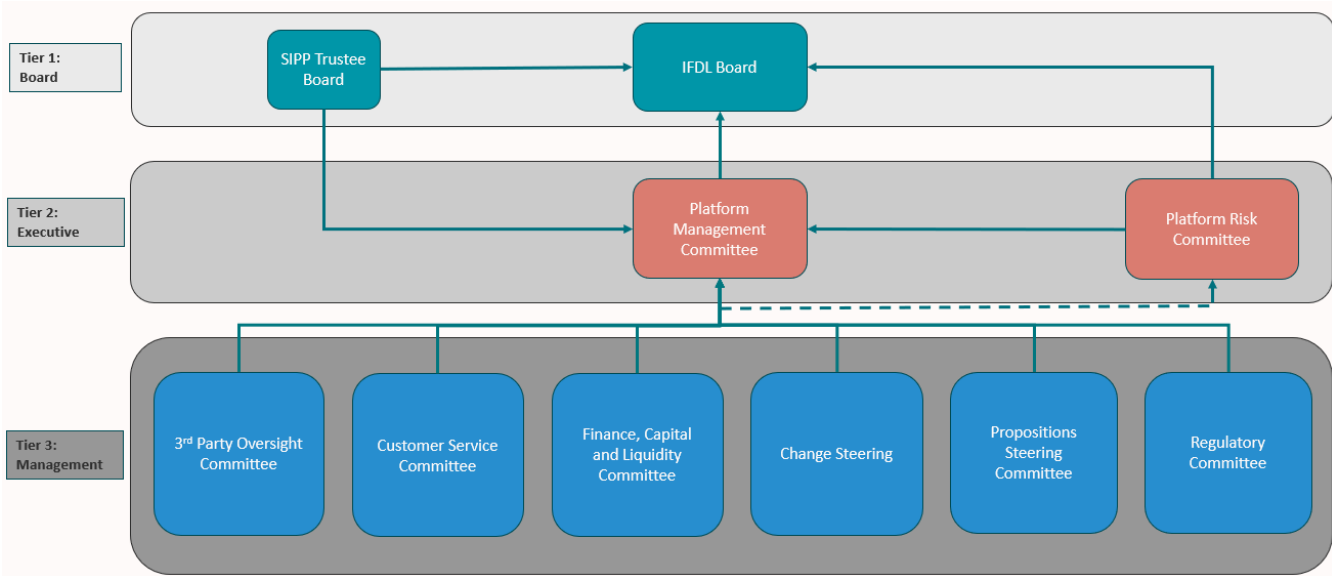 Tier 1:
Board
SIPP Trustee
Board
IFDL Board
Tier 2:
Executive
Platform
Management
Committee
Platform Risk
Committee
Tier 3:
Management
3rd Party Oversight
Committee
Customer Service
Committee
Finance, Capital
and Liquidity
Committee
Change Steering
Propositions
Steering
Committee
Regulatory
Committee